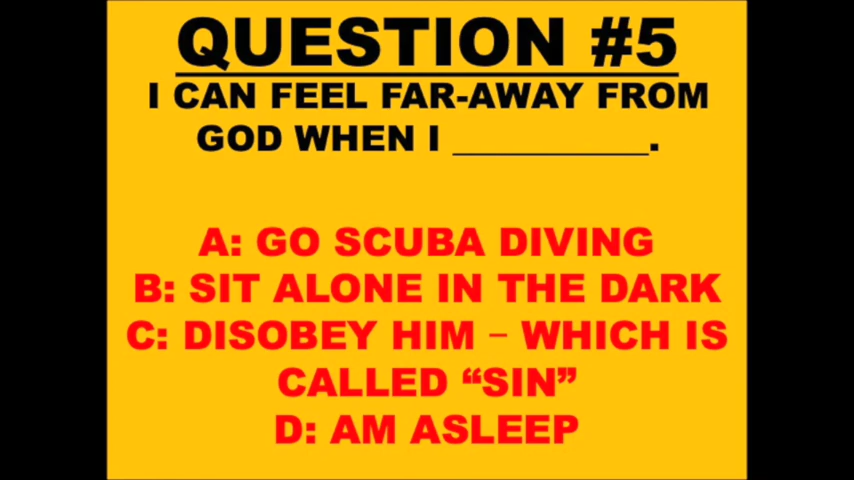 QUESTION #5
I CAN FEEL FAR-AWAY FROM
GOD WHEN I __________.
A: GO SCUBA DIVING
B: SIT ALONE IN THE DARK
C: DISOBEY HIM – WHICH IS
CALLED “SIN”
D: AM ASLEEP